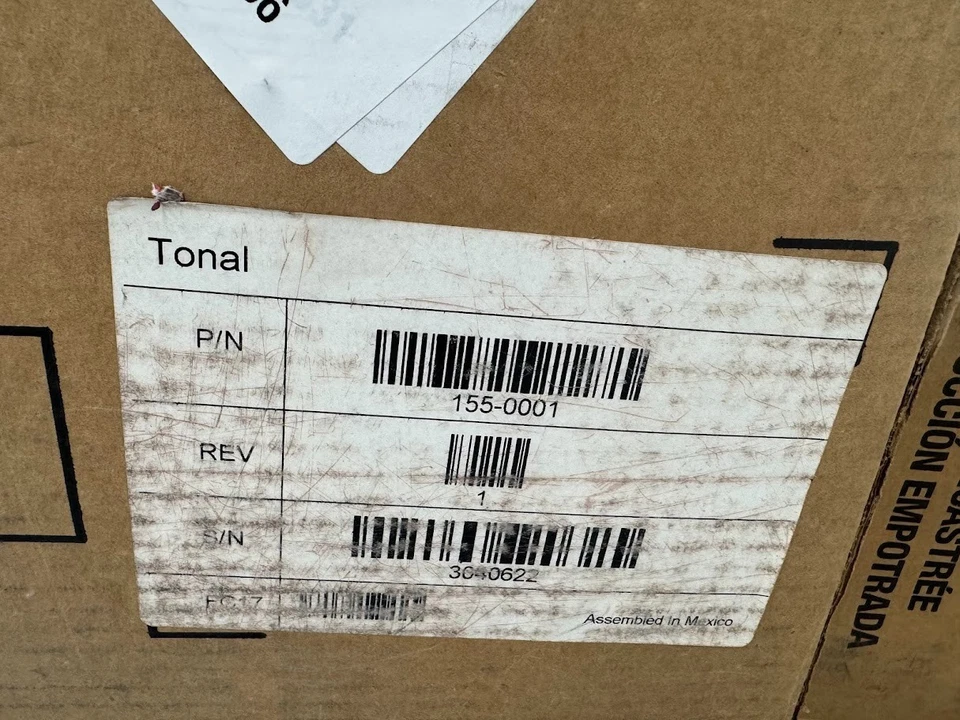 Tonal
P/N
155-0001
REV
1
S/N
Assembled In Mexico
EMPOTRADA